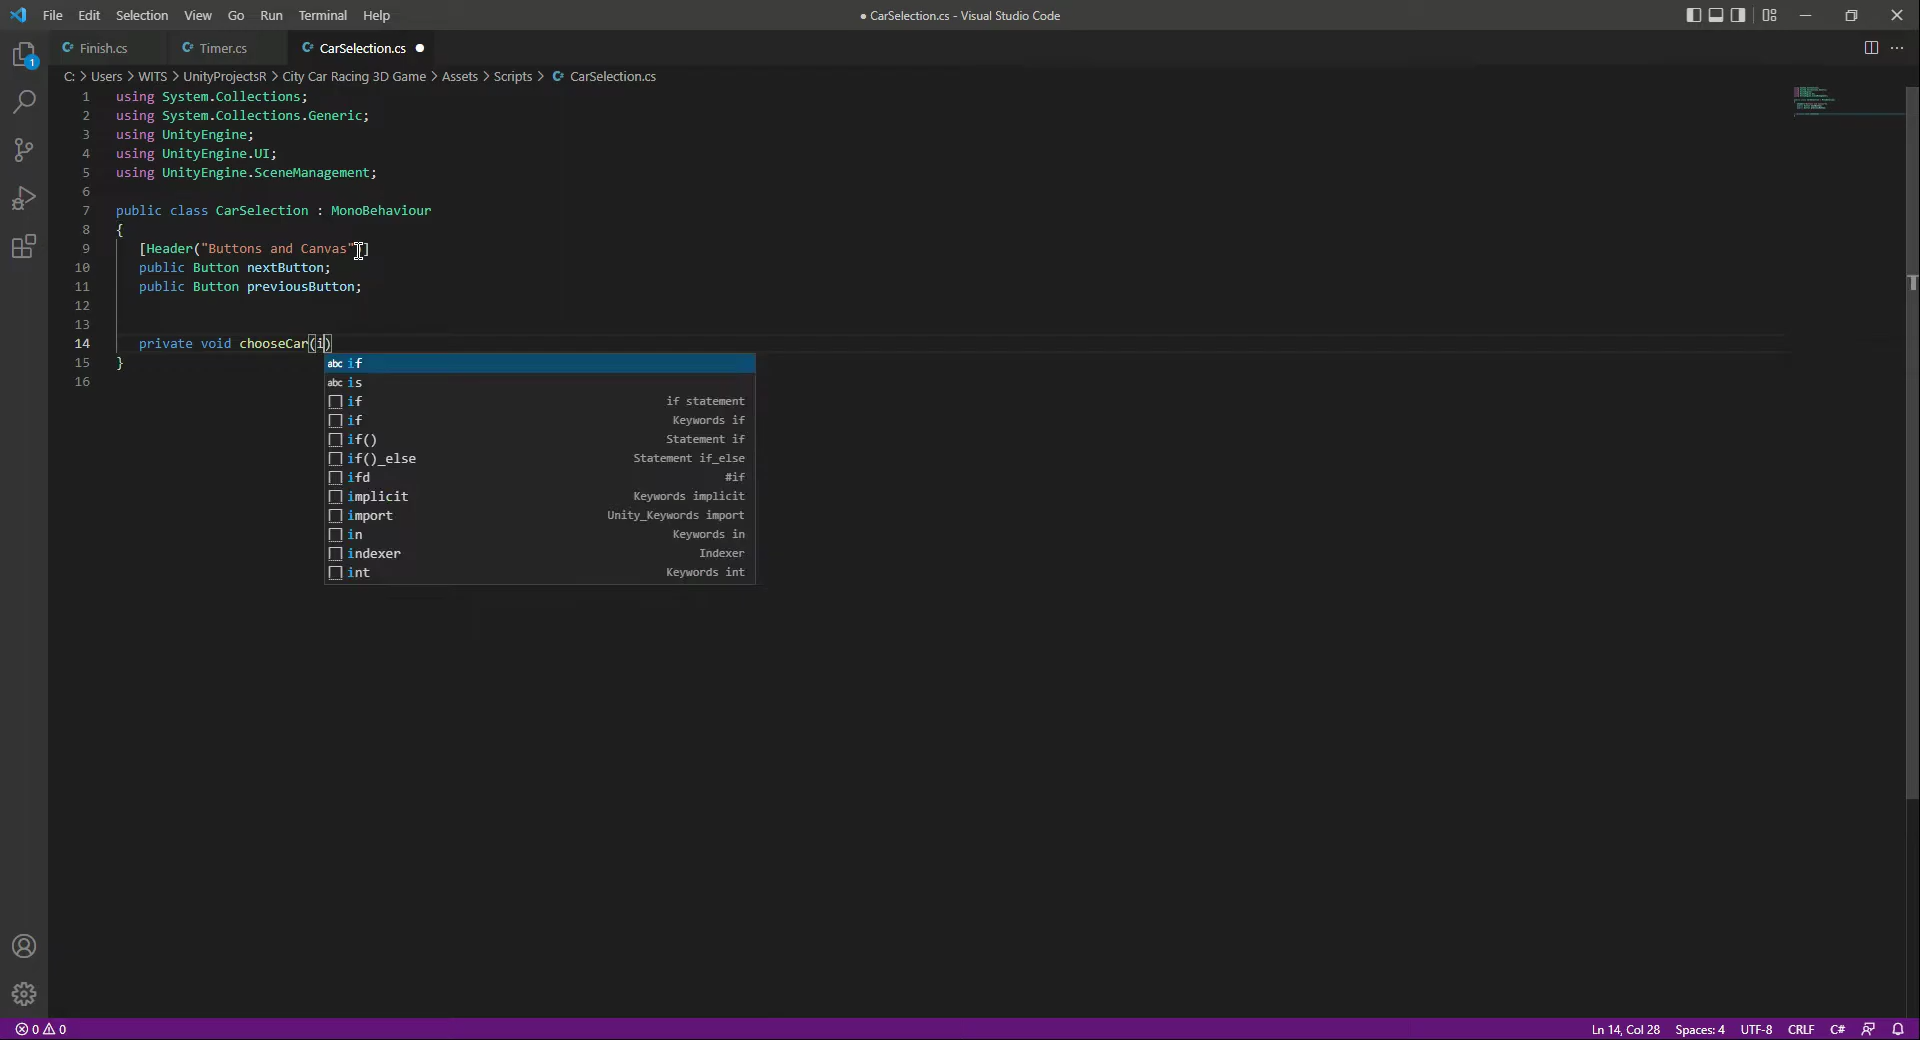 File Edit Selection View Go Run Terminal Help
● CarSelection.cs - Visual Studio Code
Finish.cs Timer.cs CarSelection.cs ●
C: > Users > WITS > UnityProjectsR > City Car Racing 3D Game > Assets > Scripts > CarSelection.cs
1 using System.Collections;
2 using System.Collections.Generic;
3 using UnityEngine;
4 using UnityEngine.UI;
5 using UnityEngine.SceneManagement;
6
7 public class CarSelection : MonoBehaviour
8 {
9 [Header("Buttons and Canvas")]
10 public Button nextButton;
11 public Button previousButton;
12
13
14 private void chooseCar(i)
15 }
16
abc if
abc is
if if statement
if Keywords if
if() Statement if
if()_else Statement if_else
ifd #if
implicit Keywords implicit
import Unity_Keywords import
in Keywords in
indexer Indexer
int Keywords int
1
0 0
Ln 14, Col 28 Spaces: 4 UTF-8 CRLF C#